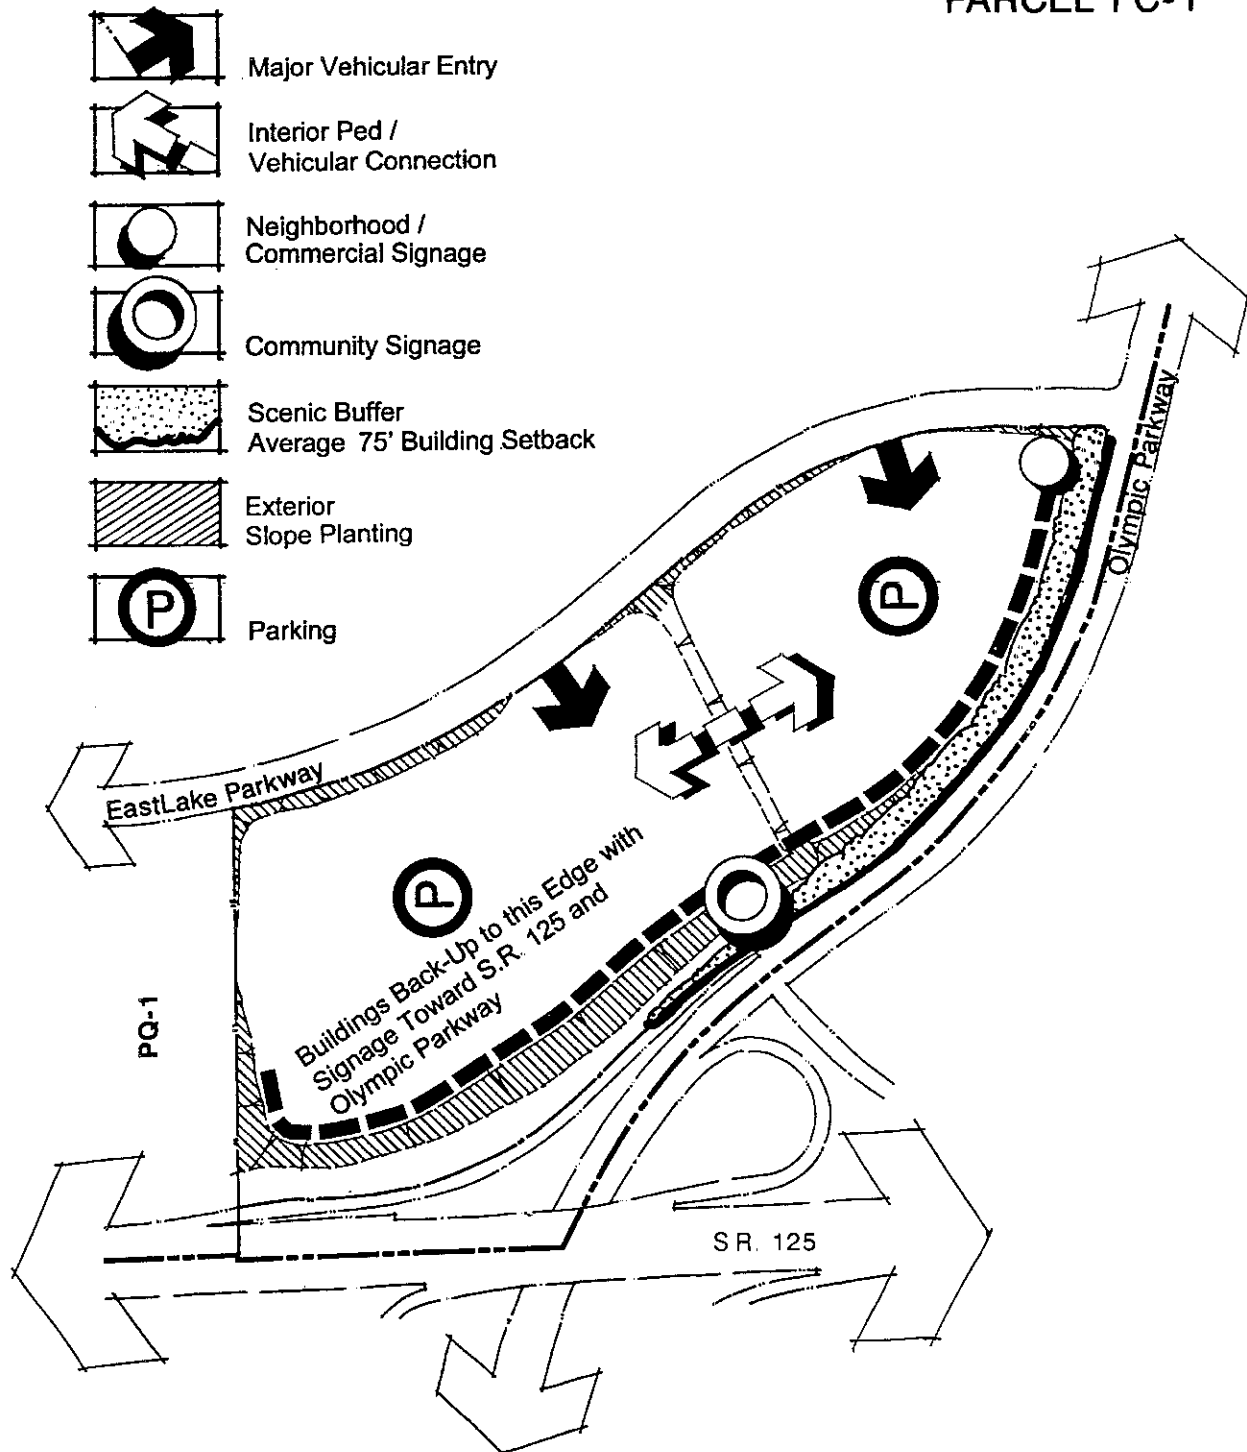 PARCEL FC-1
Major Vehicular Entry
Interior Ped /
Vehicular Connection
Neighborhood /
Commercial Signage
Community Signage
Scenic Buffer
Average 75' Building Setback
Exterior
Slope Planting
P
Parking
Olympic Parkway
P
EastLake Parkway
P
Buildings Back-Up to this Edge with
Signage Toward S.R. 125 and
Olympic Parkway
PQ-1
S R. 125